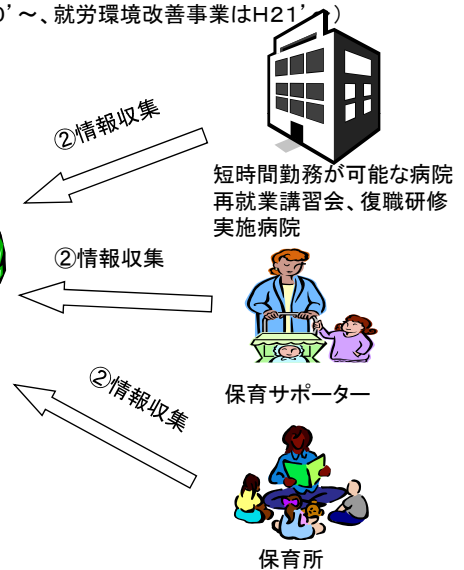 0'～、就労環境改善事業はH21'～）
②情報収集
短時間勤務が可能な病院
再就業講習会、復職研修
実施病院
②情報収集
保育サポーター
②情報収集
保育所